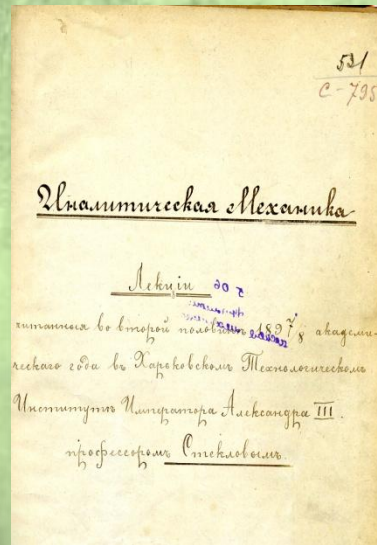 531
С-795
Аналитическая Механика
Лекціи
читанныя во второй половинѣ 1897/8 академи-
ческаго года въ Харьковскомъ Технологическомъ
Институтѣ Императора Александра III.
профессоромъ Стекловымъ.